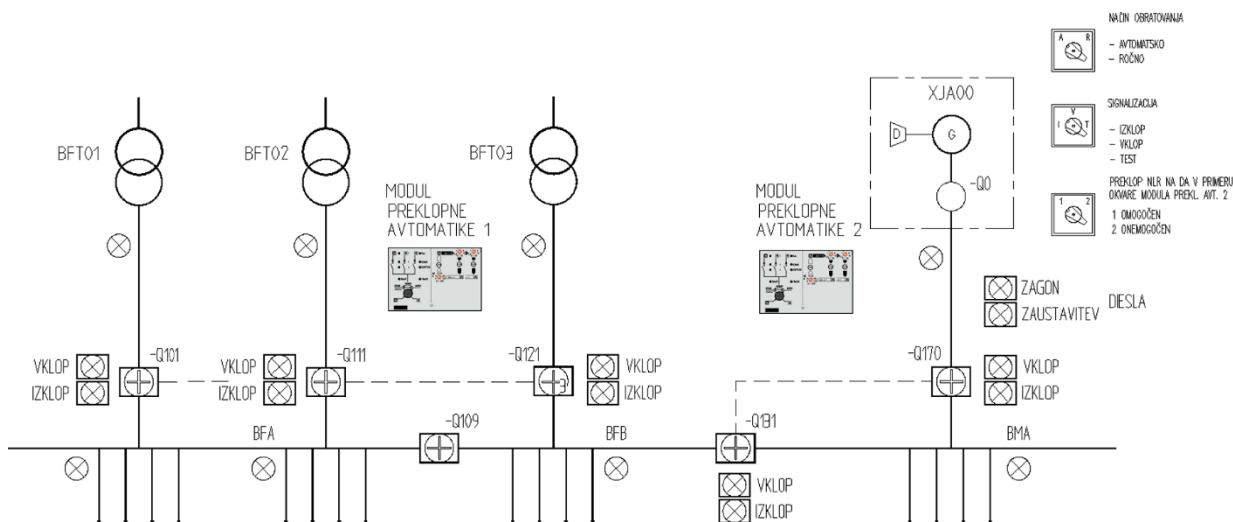 NAČIN OBRATOVANJA
A R
- AVTOMATSKO
- ROČNO
XJA00
SIGNALIZACIJA
V
I T
- IZKLOP
- VKLOP
- TEST
BFT01
BFT02
BFT03
D
G
-Q0
MODUL
PREKLOPNE
AVTOMATIKE 1
MODUL
PREKLOPNE
AVTOMATIKE 2
PREKLOP NLR NA DA V PRIMERU
OKVARE MODULA PREKL. AVT. 2
1 2
1 OMOGOČEN
2 ONEMOGOČEN
ZAGON
ZAUSTAVITEV
DIESLA
-Q101
-Q111
-Q121
-Q170
VKLOP
IZKLOP
VKLOP
IZKLOP
3
VKLOP
IZKLOP
VKLOP
IZKLOP
BFA
-Q109
BFB
-Q131
BMA
VKLOP
IZKLOP